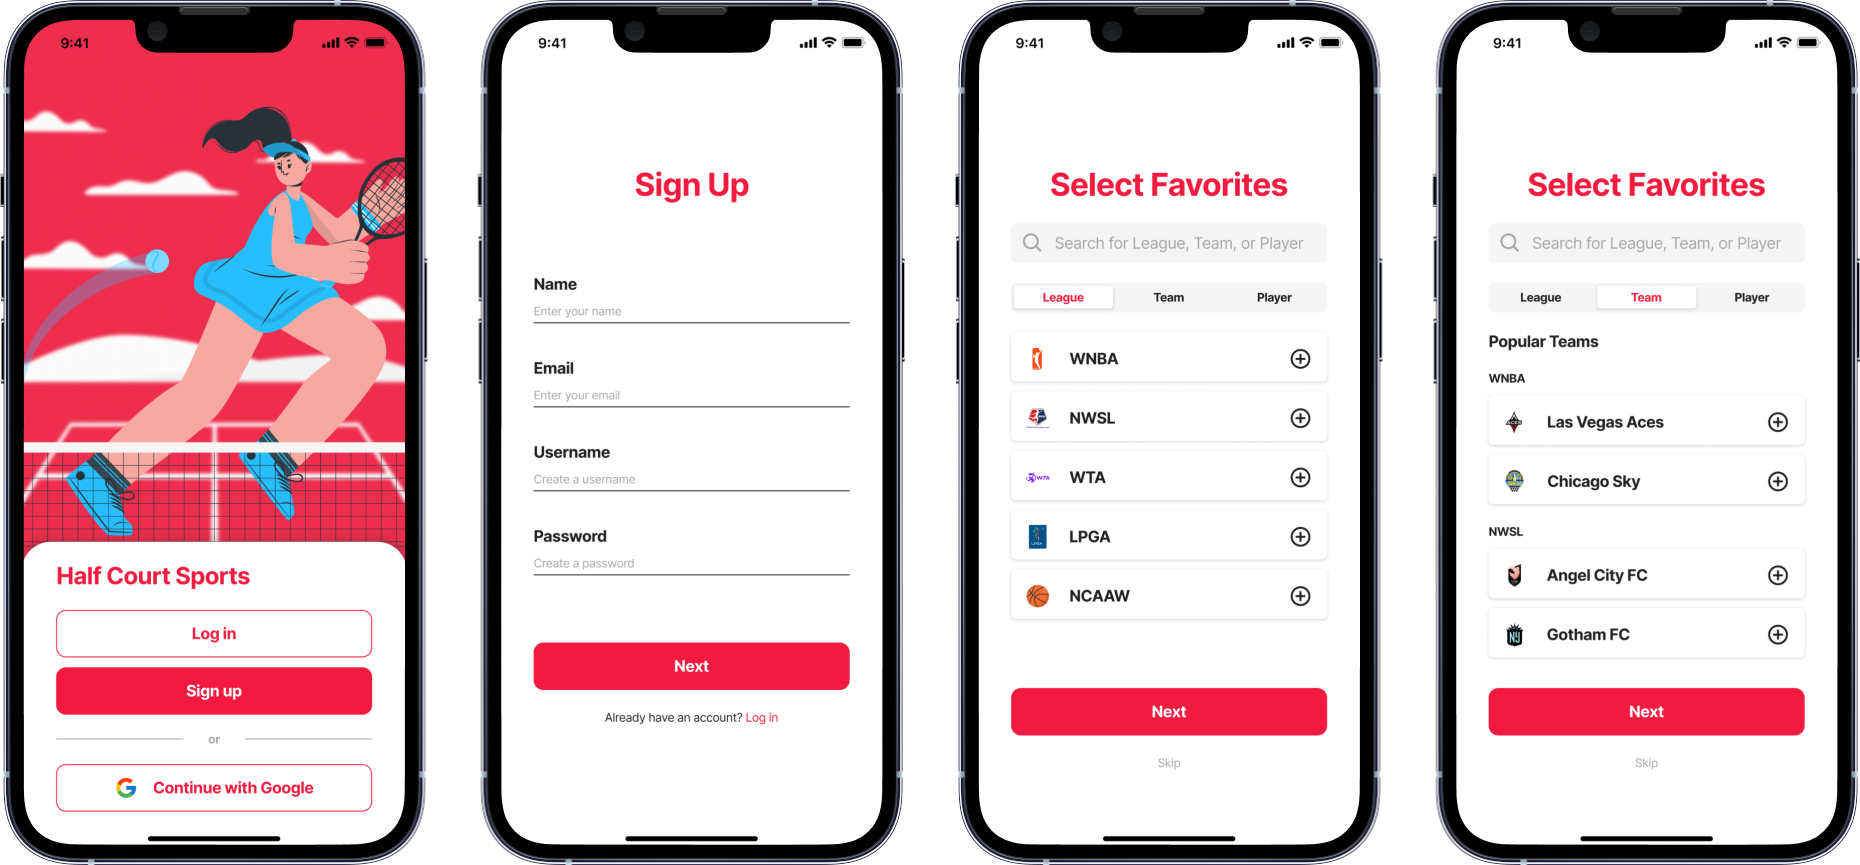 9:41
Half Court Sports
Log in
Sign up
or
Continue with Google
9:41
Sign Up
Name
Enter your name
Email
Enter your email
Username
Create a username
Password
Create a password
Next
Already have an account? Log in
9:41
Select Favorites
Search for League, Team, or Player
League Team Player
WNBA
NWSL
WTA
WTA
LPGA
LPGA
NCAAW
Next
Skip
9:41
Select Favorites
Search for League, Team, or Player
League Team Player
Popular Teams
WNBA
ACES
Las Vegas Aces
Chicago Sky
NWSL
Angel City FC
NY
Gotham FC
Next
Skip